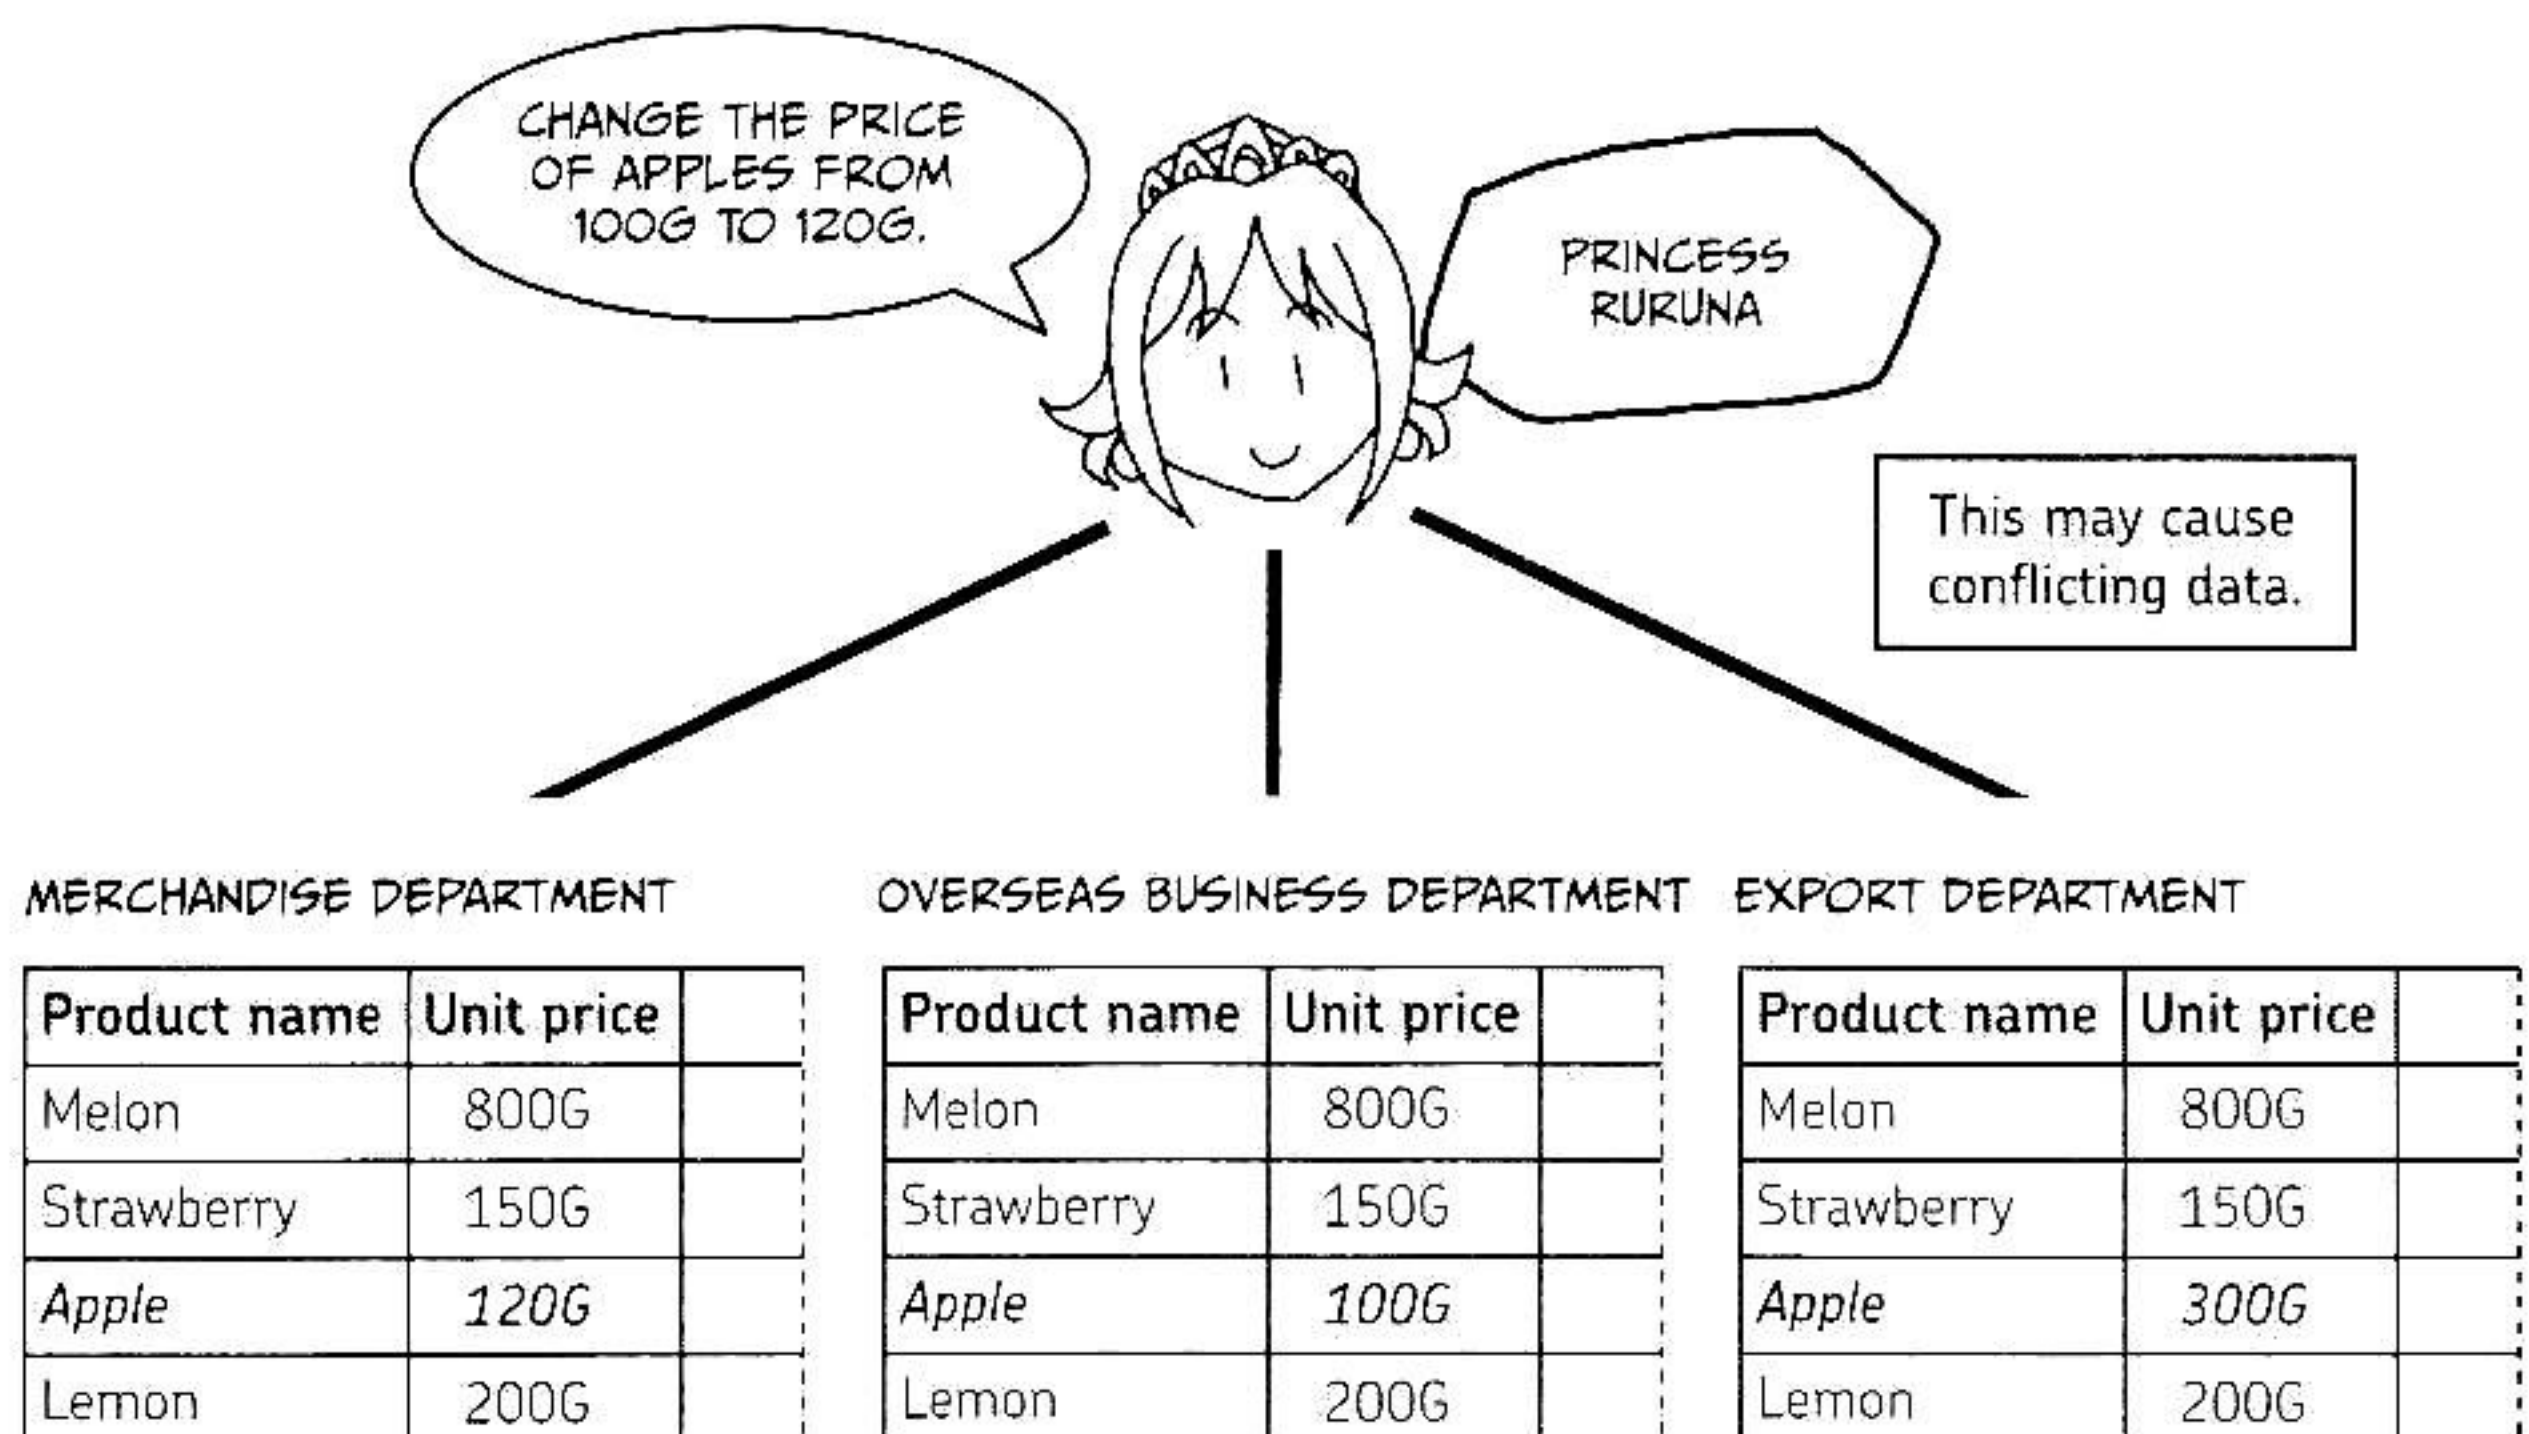 CHANGE THE PRICE
OF APPLES FROM
100G TO 120G.
PRINCESS
RURUNA
This may cause
conflicting data.
MERCHANDISE DEPARTMENT
Product name Unit price
Melon 800G
Strawberry 150G
Apple 120G
Lemon 200G
OVERSEAS BUSINESS DEPARTMENT
Product name Unit price
Melon 800G
Strawberry 150G
Apple 100G
Lemon 200G
EXPORT DEPARTMENT
Product name Unit price
Melon 800G
Strawberry 150G
Apple 300G
Lemon 200G